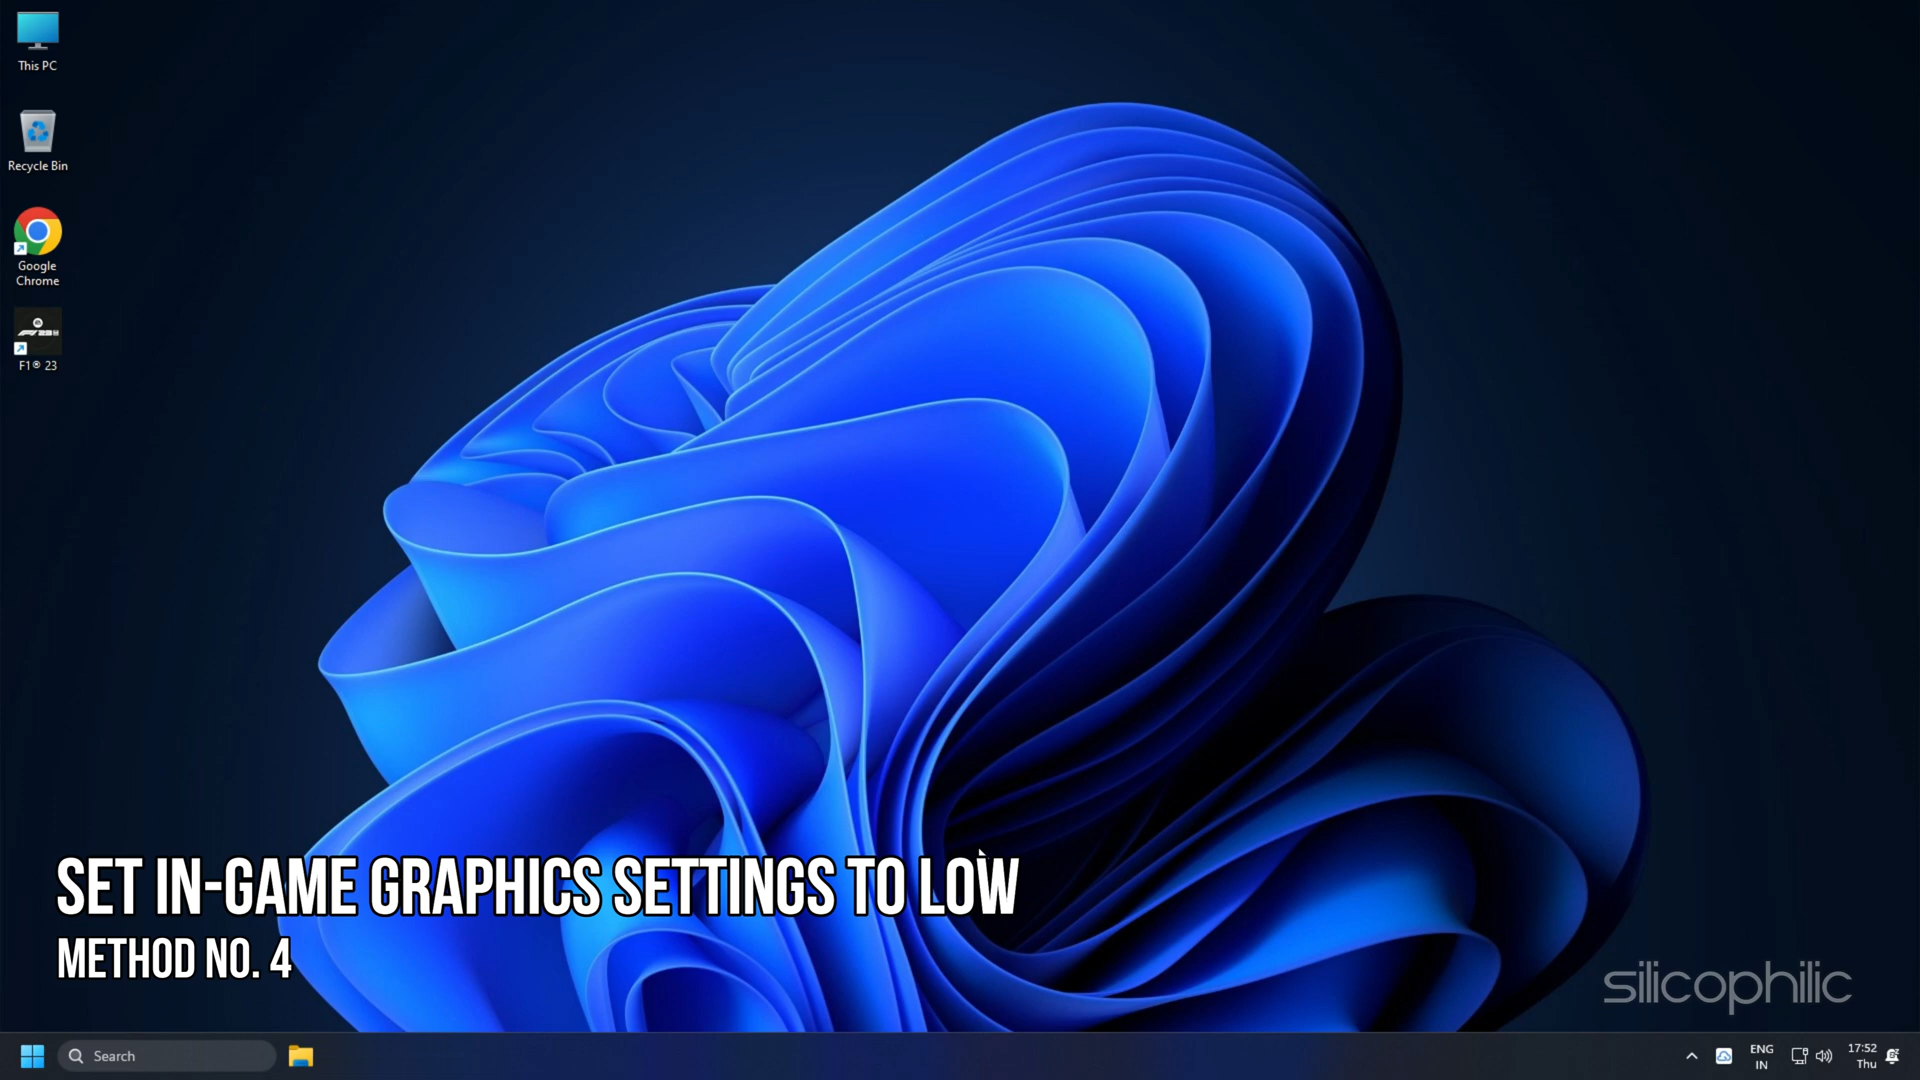 This PC
Recycle Bin
Google
Chrome
F1® 23
SET IN-GAME GRAPHICS SETTINGS TO LOW
METHOD NO. 4
silicophilic
Search
ENG
IN
17:52
Thu